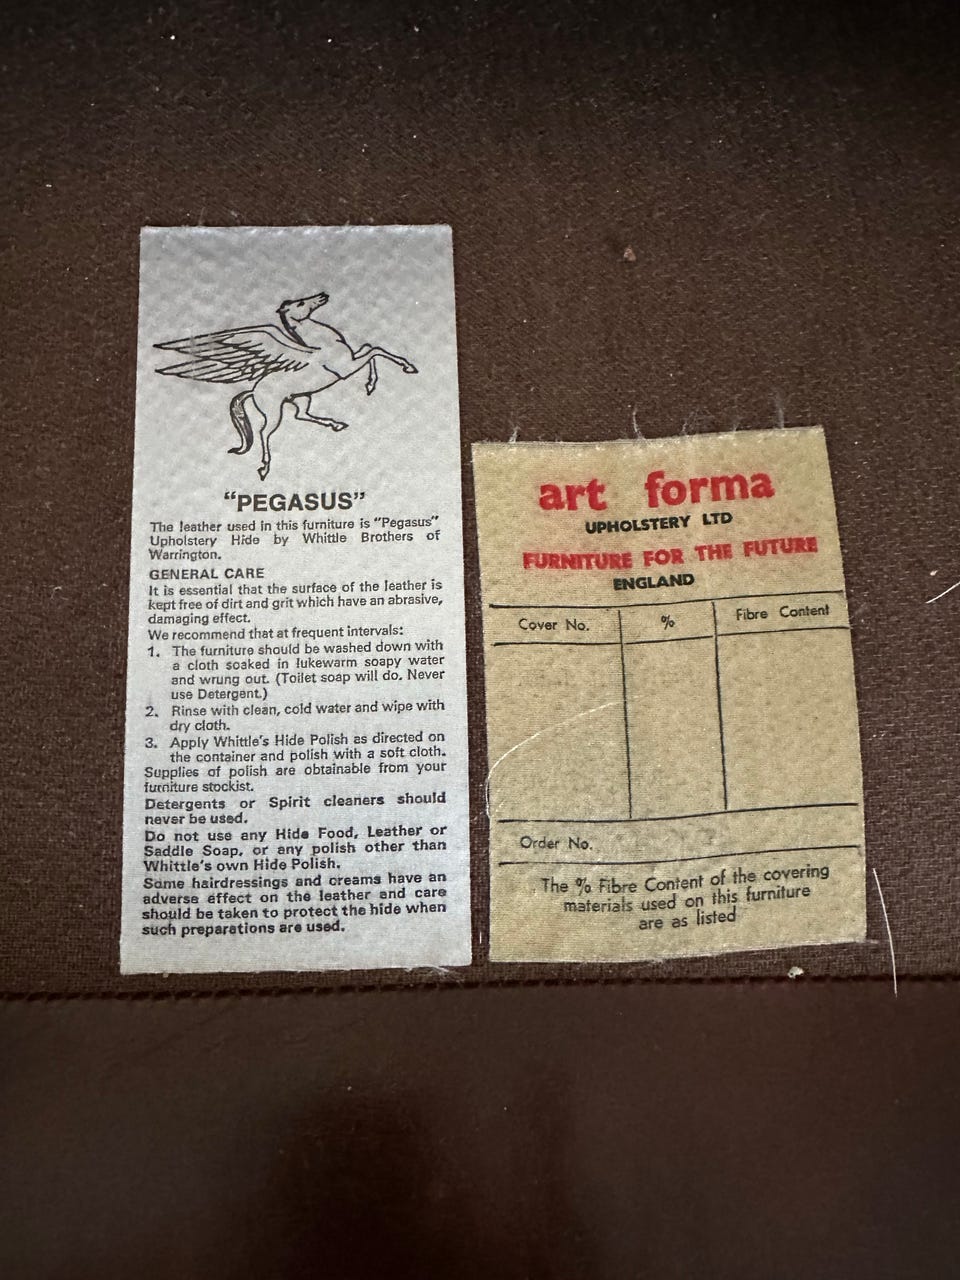 “PEGASUS”
The leather used in this furniture is “Pegasus”
Upholstery Hide by Whittle Brothers of
Warrington.
GENERAL CARE
It is essential that the surface of the leather is
kept free of dirt and grit which have an abrasive,
damaging effect.
We recommend that at frequent intervals:
1. The furniture should be washed down with
a cloth soaked in lukewarm soapy water
and wrung out. (Toilet soap will do. Never
use Detergent.)
2. Rinse with clean, cold water and wipe with
dry cloth.
3. Apply Whittle's Hide Polish as directed on
the container and polish with a soft cloth.
Supplies of polish are obtainable from your
furniture stockist.
Detergents or Spirit cleaners should
never be used.
Do not use any Hide Food, Leather or
Saddle Soap, or any polish other than
Whittle's own Hide Polish.
Some hairdressings and creams have an
adverse effect on the leather and care
should be taken to protect the hide when
such preparations are used.
art forma
UPHOLSTERY LTD
FURNITURE FOR THE FUTURE
ENGLAND
Cover No. % Fibre Content
Order No.
The % Fibre Content of the covering
materials used on this furniture
are as listed